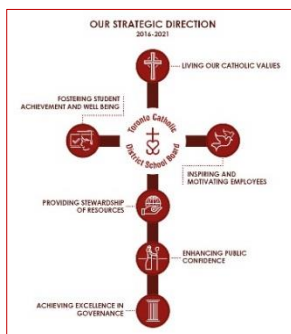 OUR STRATEGIC DIRECTION
2016-2021
LIVING OUR CATHOLIC VALUES
FOSTERING STUDENT
ACHIEVEMENT AND WELL BEING
Toronto Catholic
District School Board
INSPIRING AND
MOTIVATING EMPLOYEES
PROVIDING STEWARDSHIP
OF RESOURCES
ENHANCING PUBLIC
CONFIDENCE
ACHIEVING EXCELLENCE IN
GOVERNANCE